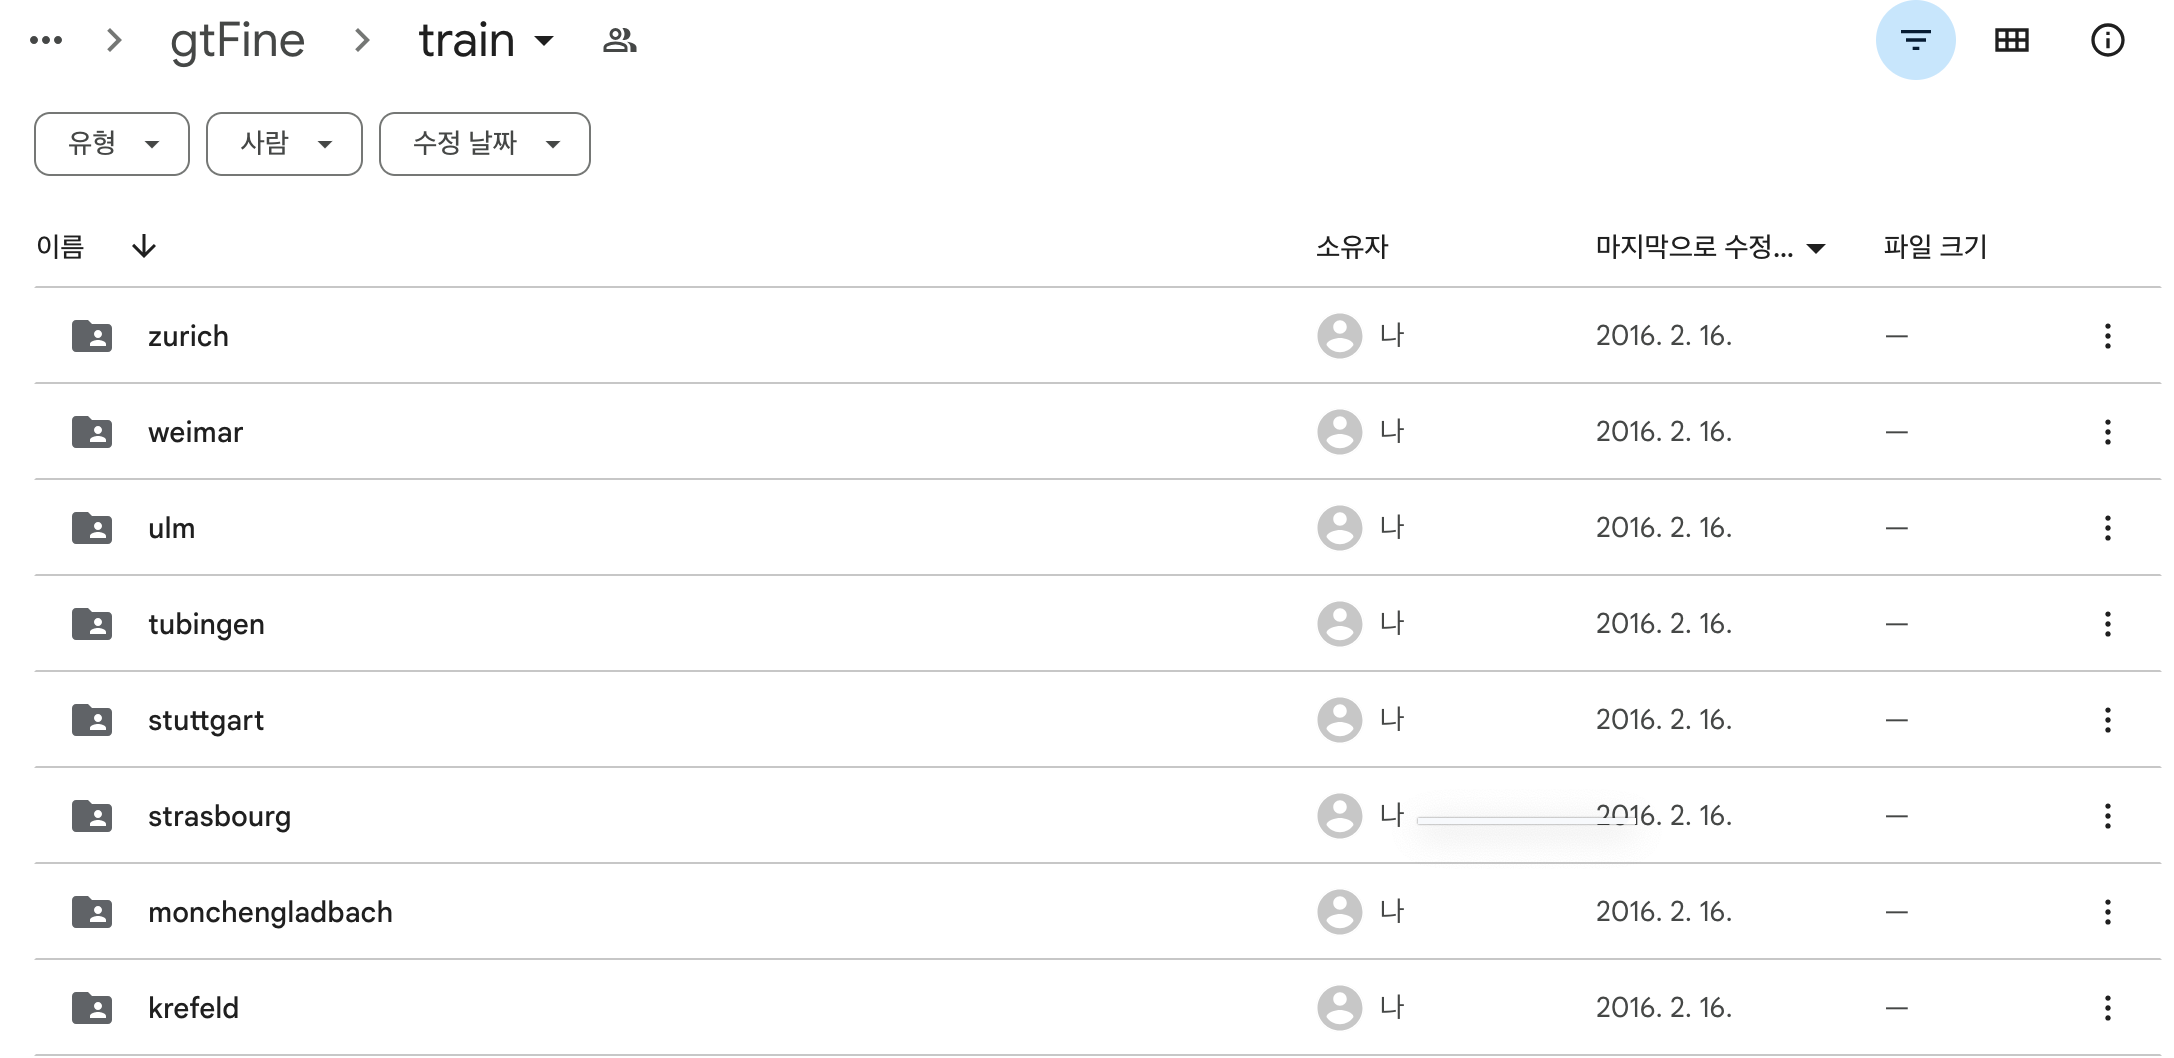 gtFine train
유형 사람 수정 날짜
이름 소유자 마지막으로 수정... 파일 크기
zurich 나 2016. 2. 16. —
weimar 나 2016. 2. 16. —
ulm 나 2016. 2. 16. —
tubingen 나 2016. 2. 16. —
stuttgart 나 2016. 2. 16. —
strasbourg 나 2016. 2. 16. —
monchengladbach 나 2016. 2. 16. —
krefeld 나 2016. 2. 16. —